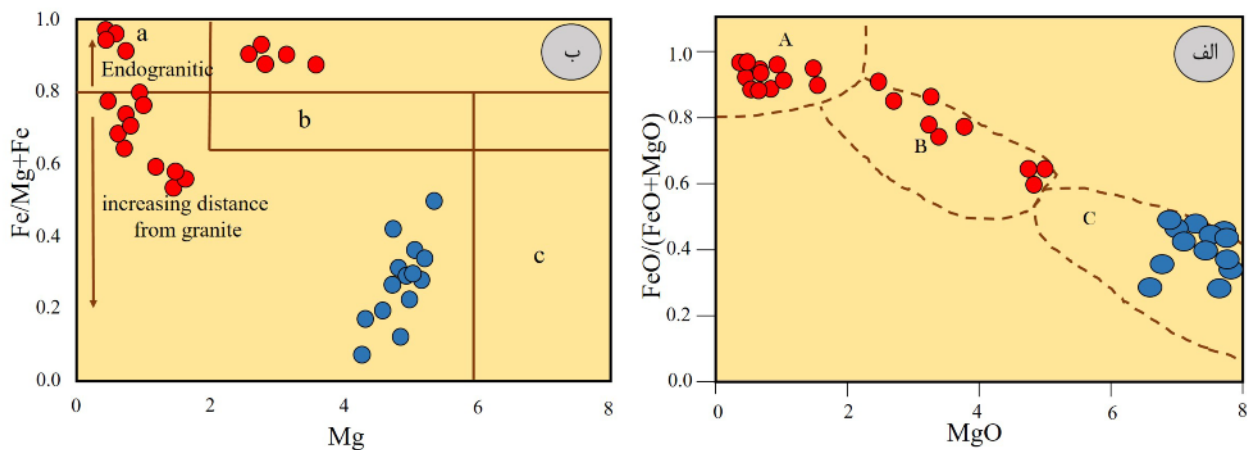 ب
a
Endogranitic
b
increasing distance
from granite
c
Fe/Mg+Fe
1.0
0.8
0.6
0.4
0.2
0.0
0
2
4
6
8
Mg
الف
A
B
C
FeO/(FeO+MgO)
1.0
0.8
0.6
0.4
0.2
0.0
0
2
4
6
8
MgO